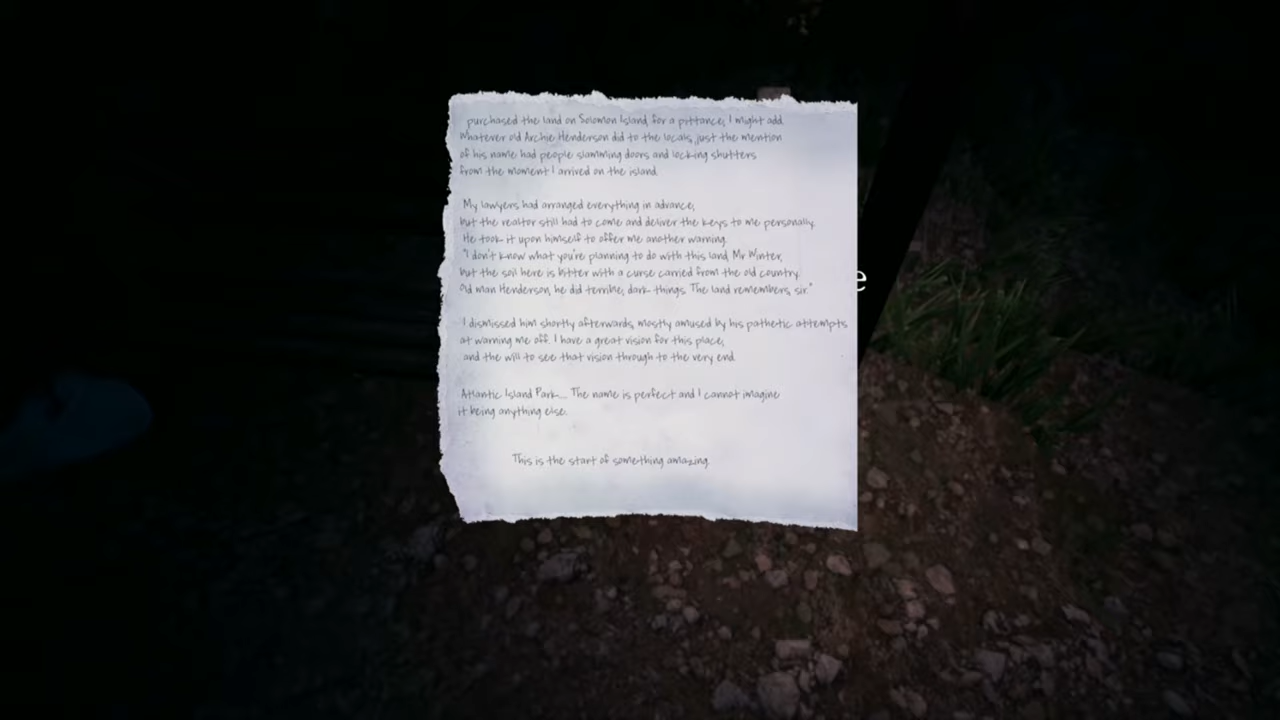 purchased the land on Solomon Island, for a pittance, I might add.
Whatever old Archie Henderson did to the locals, just the mention
of his name had people slamming doors and locking shutters
from the moment I arrived on the island.
My lawyers had arranged everything in advance,
but the realtor still had to come and deliver the keys to me personally.
He took it upon himself to offer me another warning.
"I don't know what you're planning to do with this land, Mr Winter,
but the soil here is bitter with a curse carried from the old country.
Old man Henderson, he did terrible, dark things. The land remembers, sir."
I dismissed him shortly afterwards, mostly amused by his pathetic attempts
at warning me off. I have a great vision for this place,
and the will to see that vision through to the very end.
Atlantic Island Park.... The name is perfect and I cannot imagine
it being anything else.
This is the start of something amazing.
e